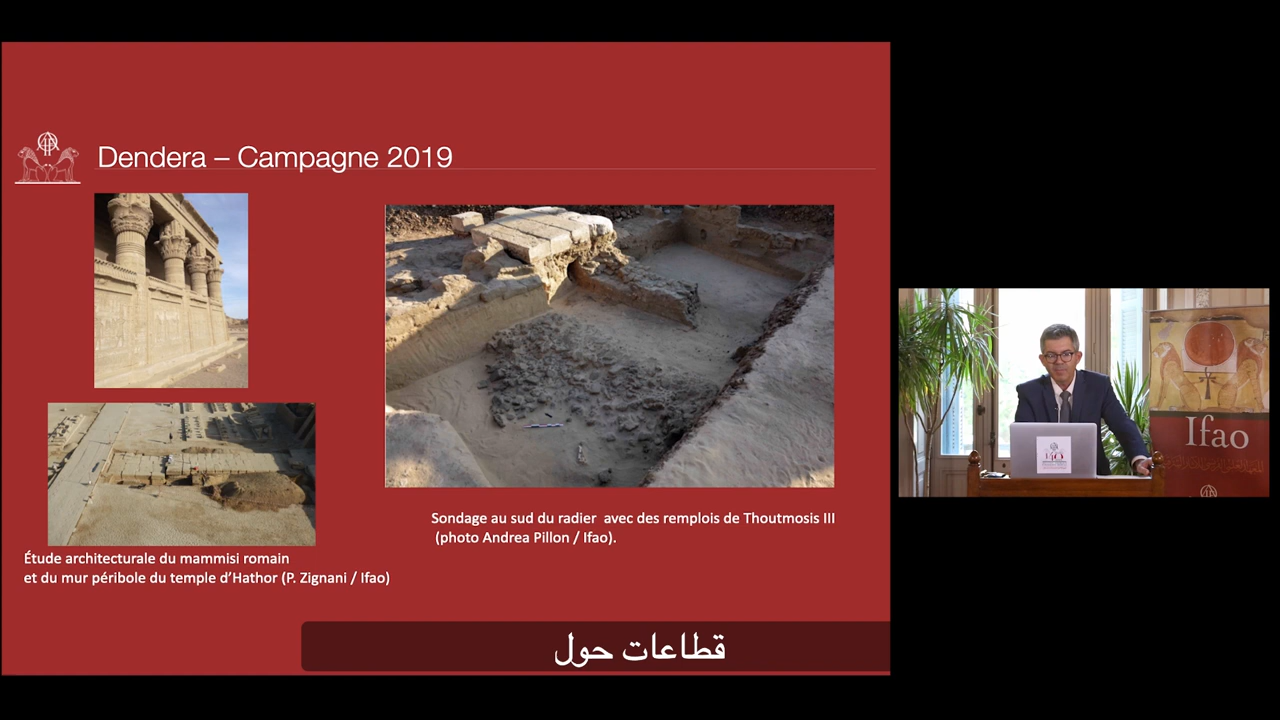 Dendera – Campagne 2019
Étude architecturale du mammisi romain
et du mur péribole du temple d’Hathor (P. Zignani / Ifao)
Sondage au sud du radier avec des remplois de Thoutmosis III
(photo Andrea Pillon / Ifao).
قطاعات حول
Ifao
140